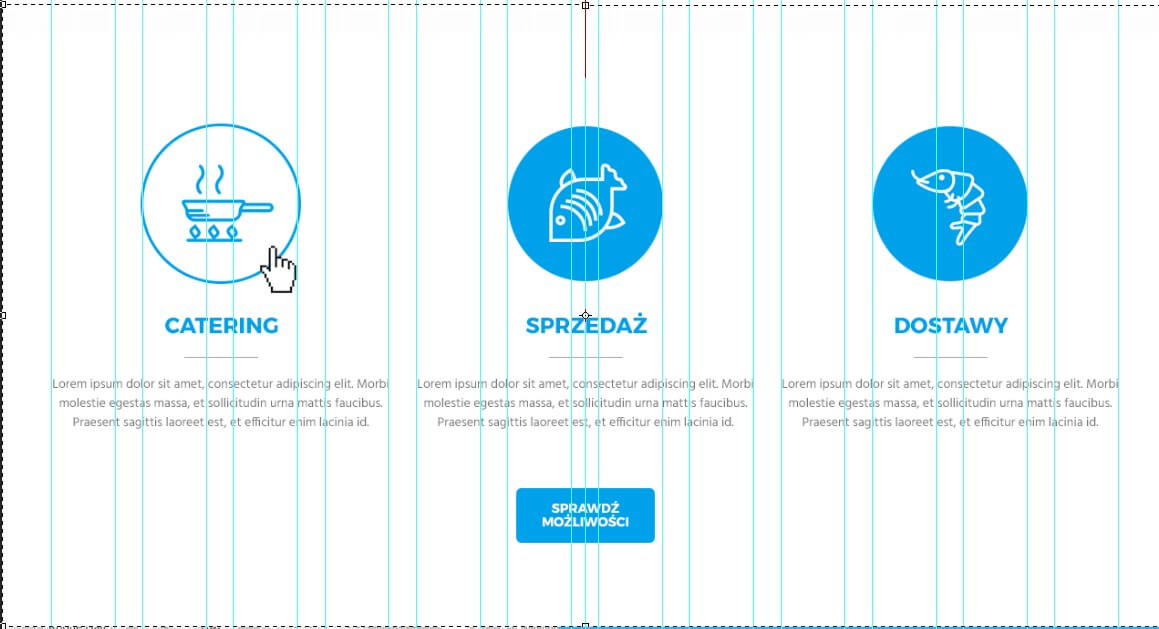 CATERING
Lorem ipsum dolor sit amet, consectetur adipiscing elit. Morbi
molestie egestas massa, et sollicitudin urna mattis faucibus.
Praesent sagittis laoreet est, et efficitur enim lacinia id.
SPRZEDAŻ
Lorem ipsum dolor sit amet, consectetur adipiscing elit. Morbi
molestie egestas massa, et sollicitudin urna mattis faucibus.
Praesent sagittis laoreet est, et efficitur enim lacinia id.
DOSTAWY
Lorem ipsum dolor sit amet, consectetur adipiscing elit. Morbi
molestie egestas massa, et sollicitudin urna mattis faucibus.
Praesent sagittis laoreet est, et efficitur enim lacinia id.
SPRAWDŹ
MOŻLIWOŚCI